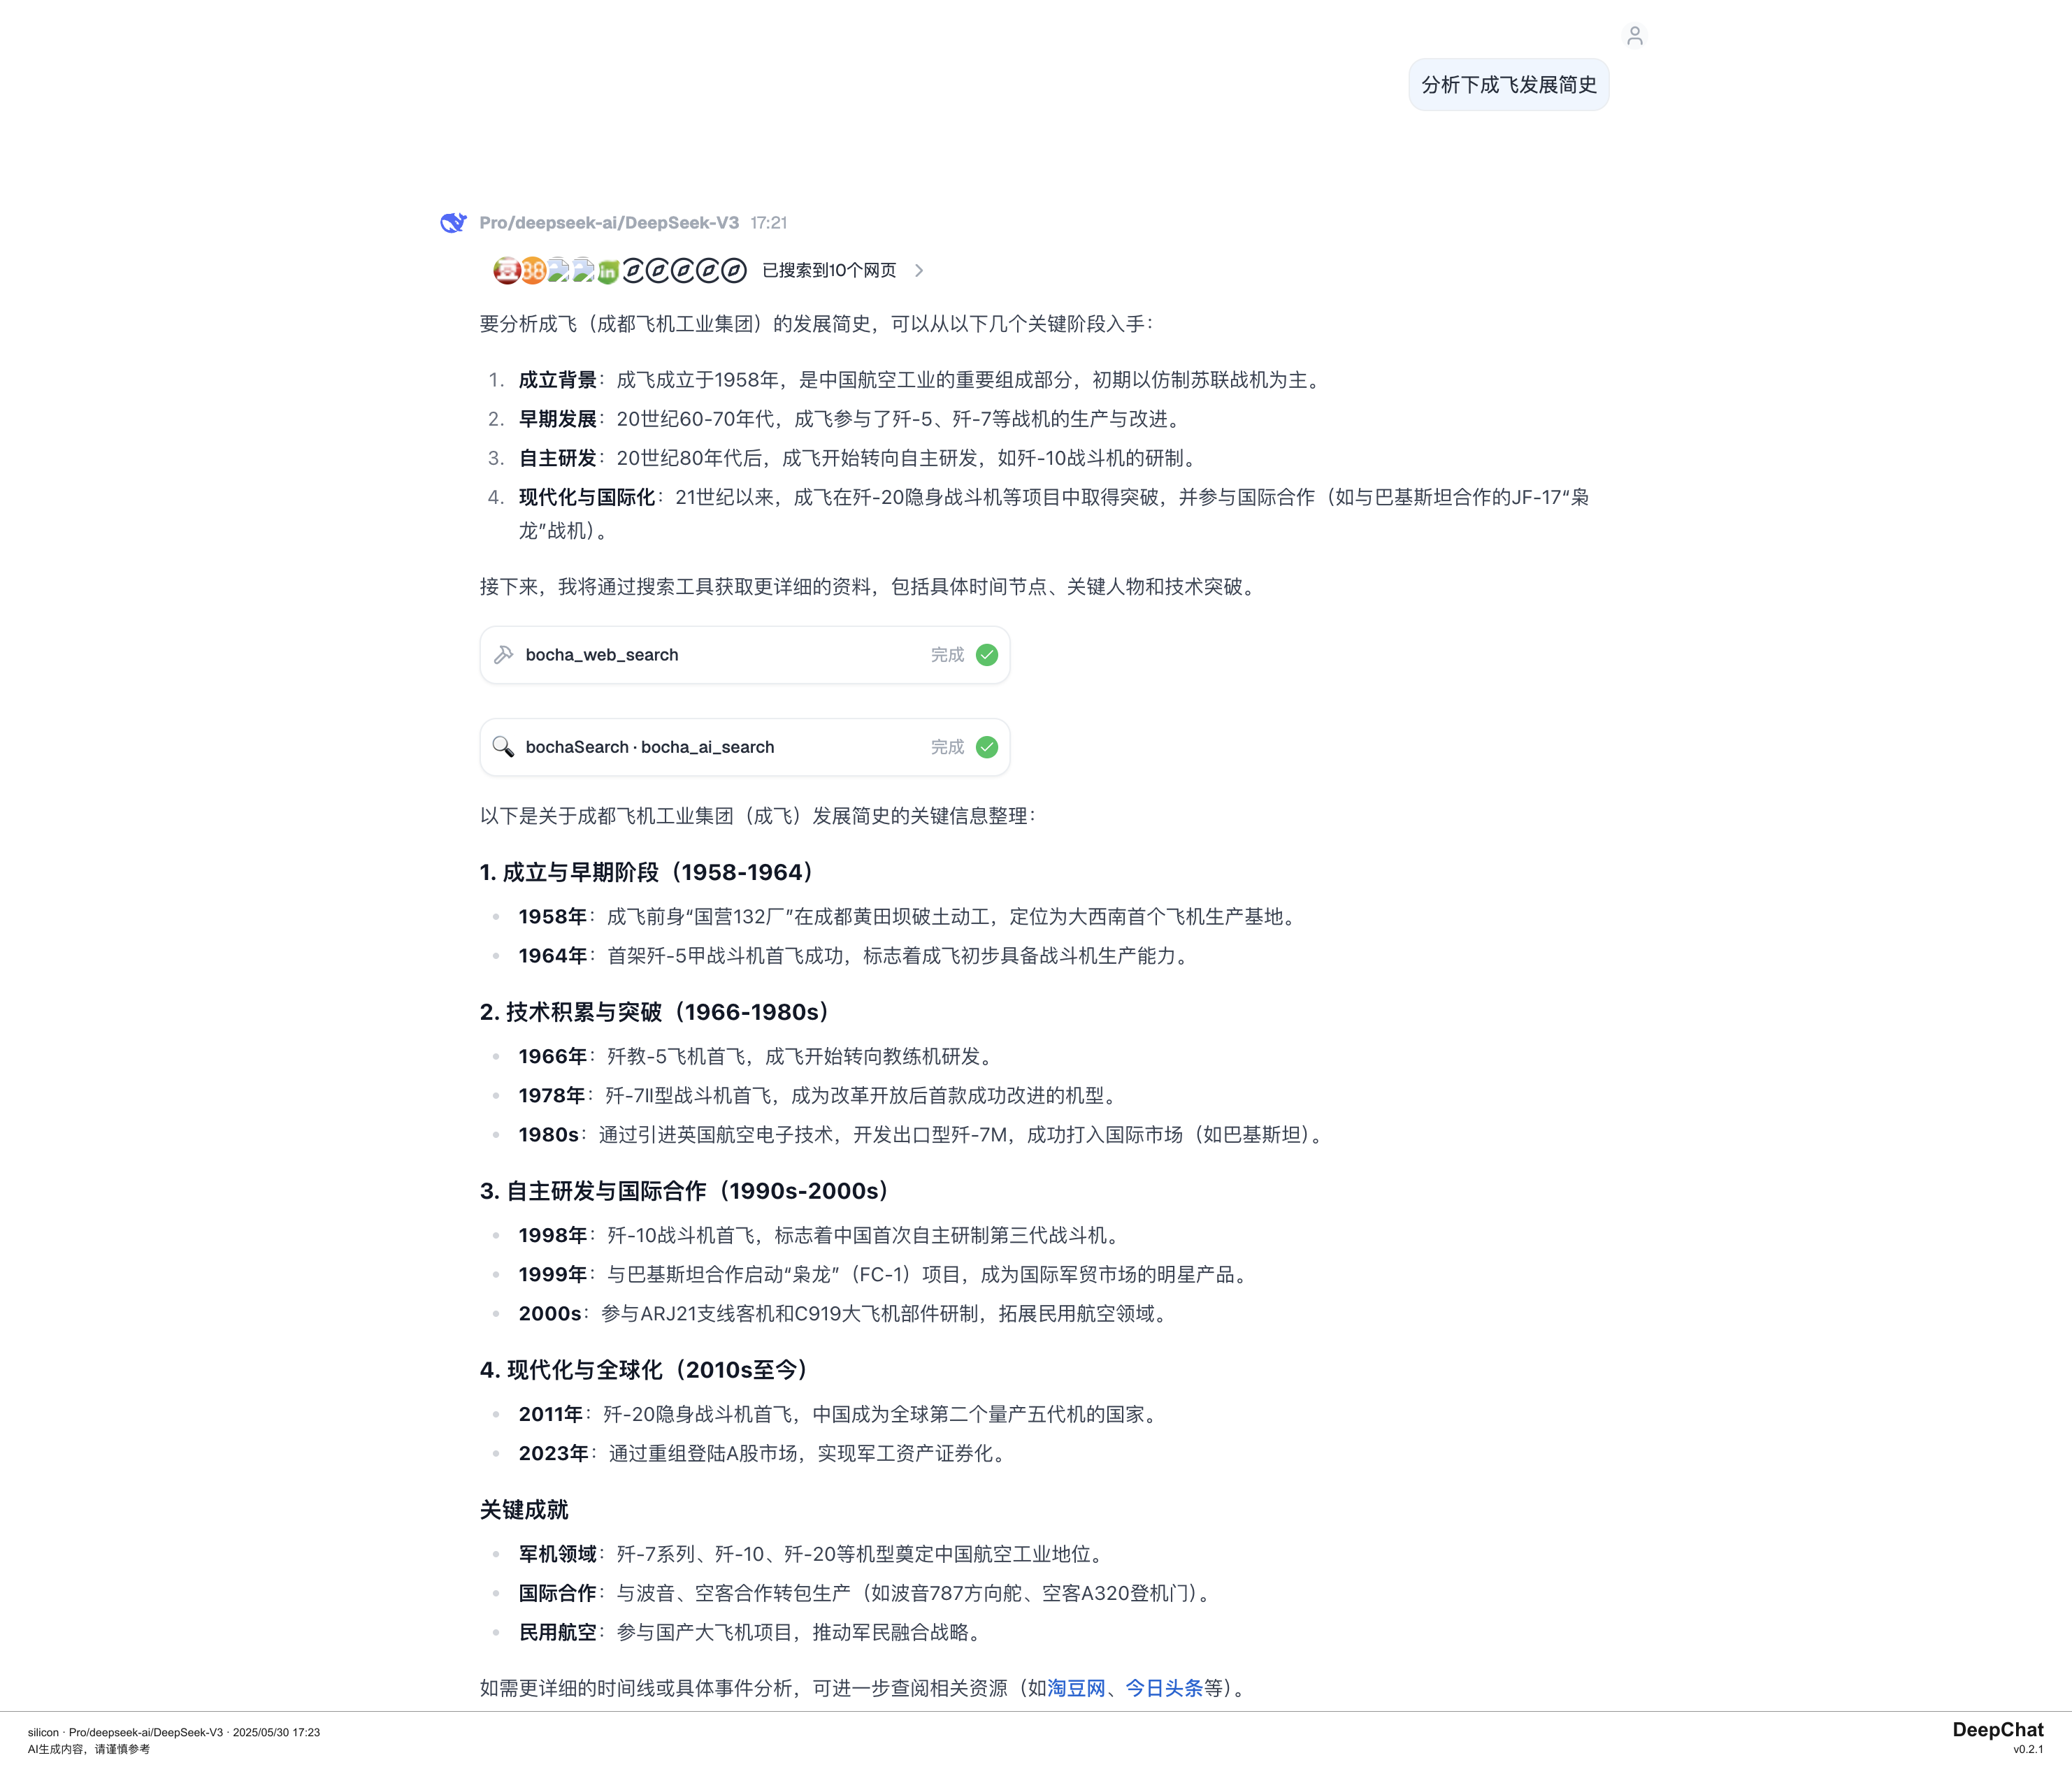 分析下成飞发展简史
Pro/deepseek-ai/DeepSeek-V3 17:21
已搜索到10个网页
要分析成飞（成都飞机工业集团）的发展简史，可以从以下几个关键阶段入手：
1. 成立背景：成飞成立于1958年，是中国航空工业的重要组成部分，初期以仿制苏联战机为主。
2. 早期发展：20世纪60-70年代，成飞参与了歼-5、歼-7等战机的生产与改进。
3. 自主研发：20世纪80年代后，成飞开始转向自主研发，如歼-10战斗机的研制。
4. 现代化与国际化：21世纪以来，成飞在歼-20隐身战斗机等项目中取得突破，并参与国际合作（如与巴基斯坦合作的JF-17“枭
龙”战机）。
接下来，我将通过搜索工具获取更详细的资料，包括具体时间节点、关键人物和技术突破。
bocha_web_search 完成
bochaSearch · bocha_ai_search 完成
以下是关于成都飞机工业集团（成飞）发展简史的关键信息整理：
1. 成立与早期阶段（1958-1964）
1958年：成飞前身“国营132厂”在成都黄田坝破土动工，定位为大西南首个飞机生产基地。
1964年：首架歼-5甲战斗机首飞成功，标志着成飞初步具备战斗机生产能力。
2. 技术积累与突破（1966-1980s）
1966年：歼教-5飞机首飞，成飞开始转向教练机研发。
1978年：歼-7II型战斗机首飞，成为改革开放后首款成功改进的机型。
1980s：通过引进英国航空电子技术，开发出口型歼-7M，成功打入国际市场（如巴基斯坦）。
3. 自主研发与国际合作（1990s-2000s）
1998年：歼-10战斗机首飞，标志着中国首次自主研制第三代战斗机。
1999年：与巴基斯坦合作启动“枭龙”（FC-1）项目，成为国际军贸市场的明星产品。
2000s：参与ARJ21支线客机和C919大飞机部件研制，拓展民用航空领域。
4. 现代化与全球化（2010s至今）
2011年：歼-20隐身战斗机首飞，中国成为全球第二个量产五代机的国家。
2023年：通过重组登陆A股市场，实现军工资产证券化。
关键成就
军机领域：歼-7系列、歼-10、歼-20等机型奠定中国航空工业地位。
国际合作：与波音、空客合作转包生产（如波音787方向舵、空客A320登机门）。
民用航空：参与国产大飞机项目，推动军民融合战略。
如需更详细的时间线或具体事件分析，可进一步查阅相关资源（如淘豆网、今日头条等）。
silicon · Pro/deepseek-ai/DeepSeek-V3 · 2025/05/30 17:23
AI生成内容，请谨慎参考
DeepChat
v0.2.1